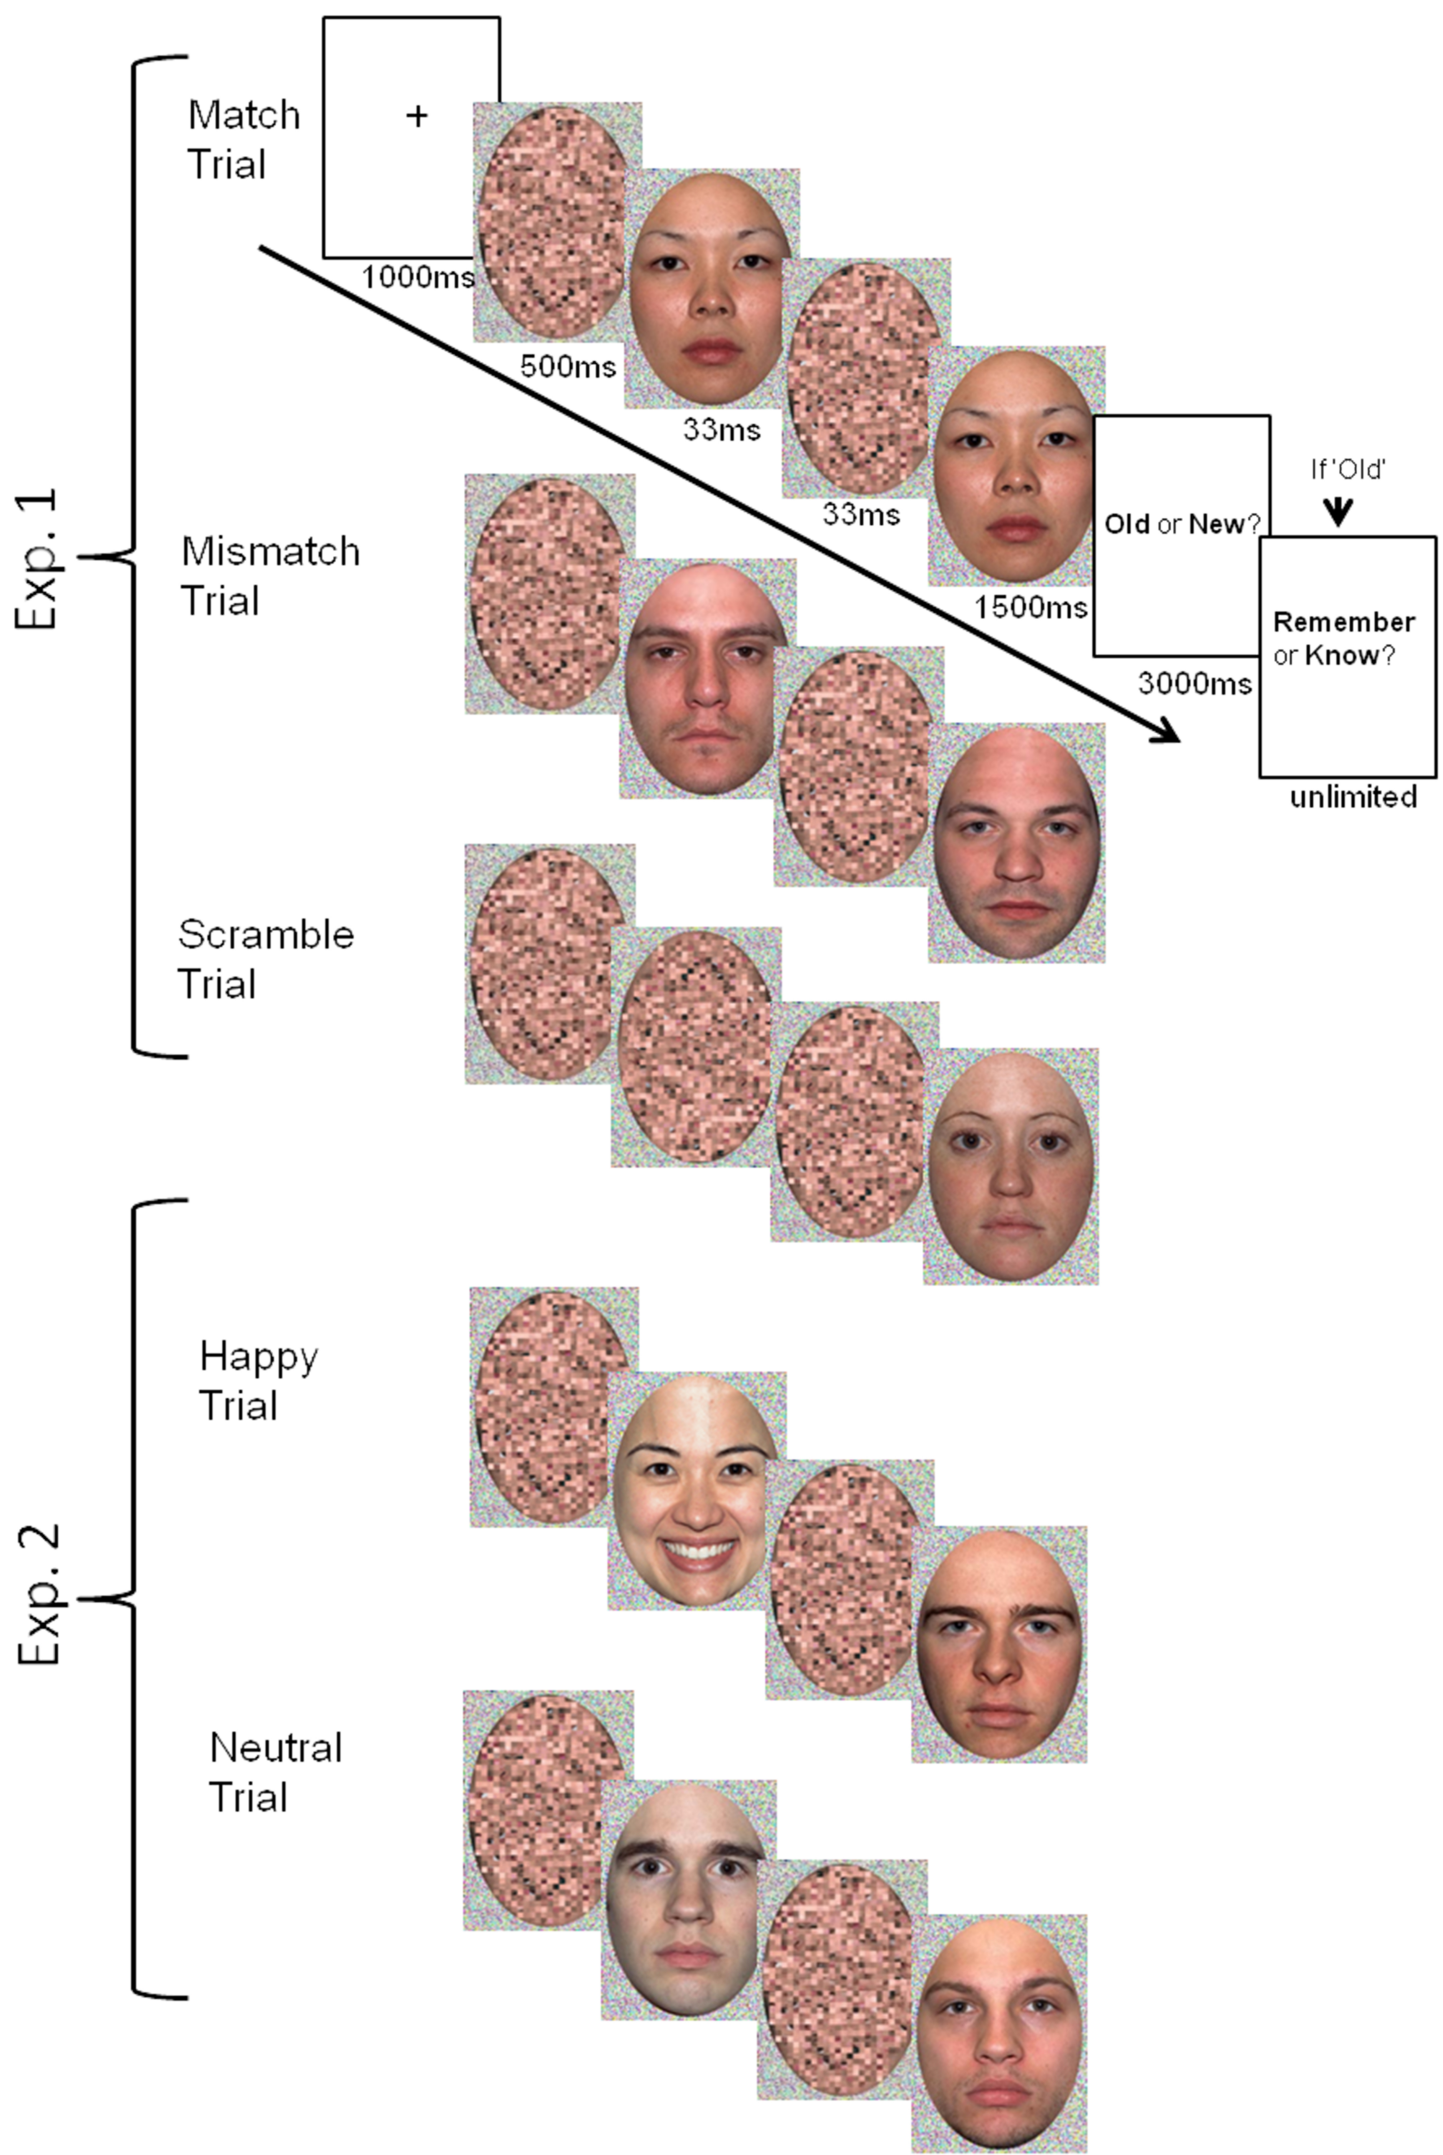 Exp. 1
Match
Trial
+
1000ms
500ms
33ms
33ms
1500ms
Old or New?
3000ms
If 'Old'
Remember
or Know?
unlimited
Mismatch
Trial
Scramble
Trial
Exp. 2
Happy
Trial
Neutral
Trial